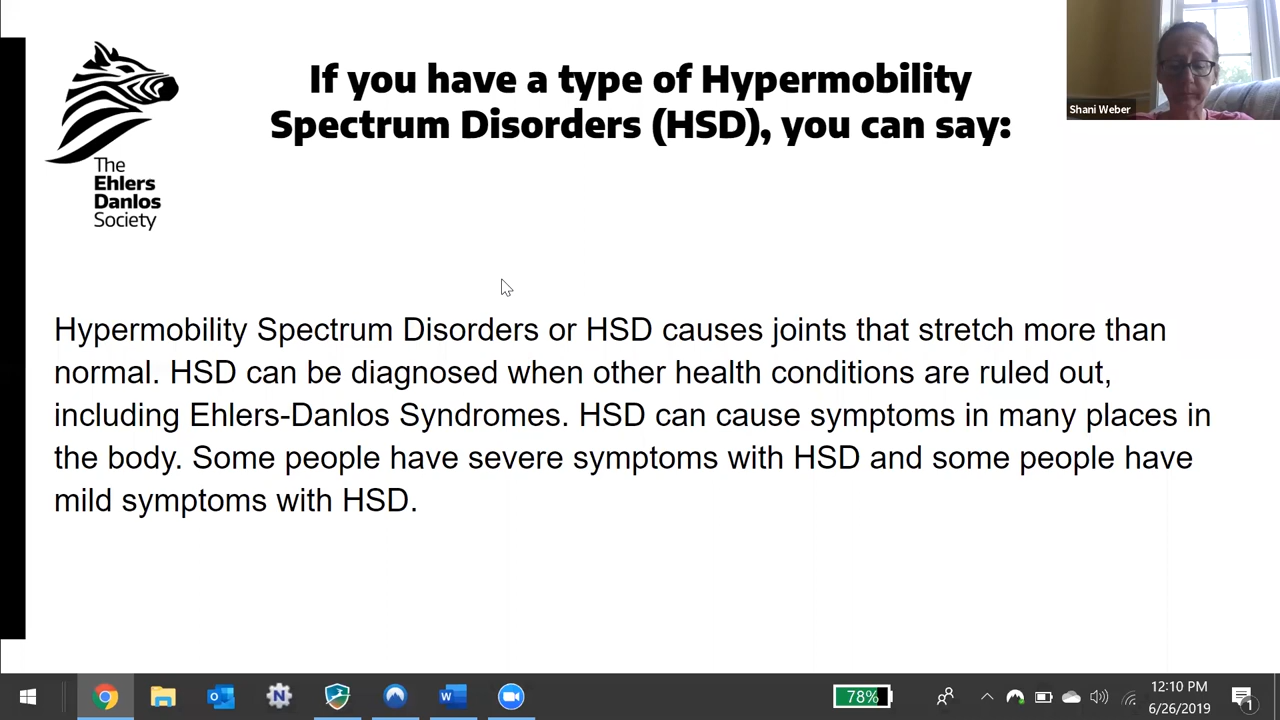 If you have a type of Hypermobility
Spectrum Disorders (HSD), you can say:
Shani Weber
The
Ehlers
Danlos
Society
Hypermobility Spectrum Disorders or HSD causes joints that stretch more than
normal. HSD can be diagnosed when other health conditions are ruled out,
including Ehlers-Danlos Syndromes. HSD can cause symptoms in many places in
the body. Some people have severe symptoms with HSD and some people have
mild symptoms with HSD.
78%
12:10 PM
6/26/2019
1